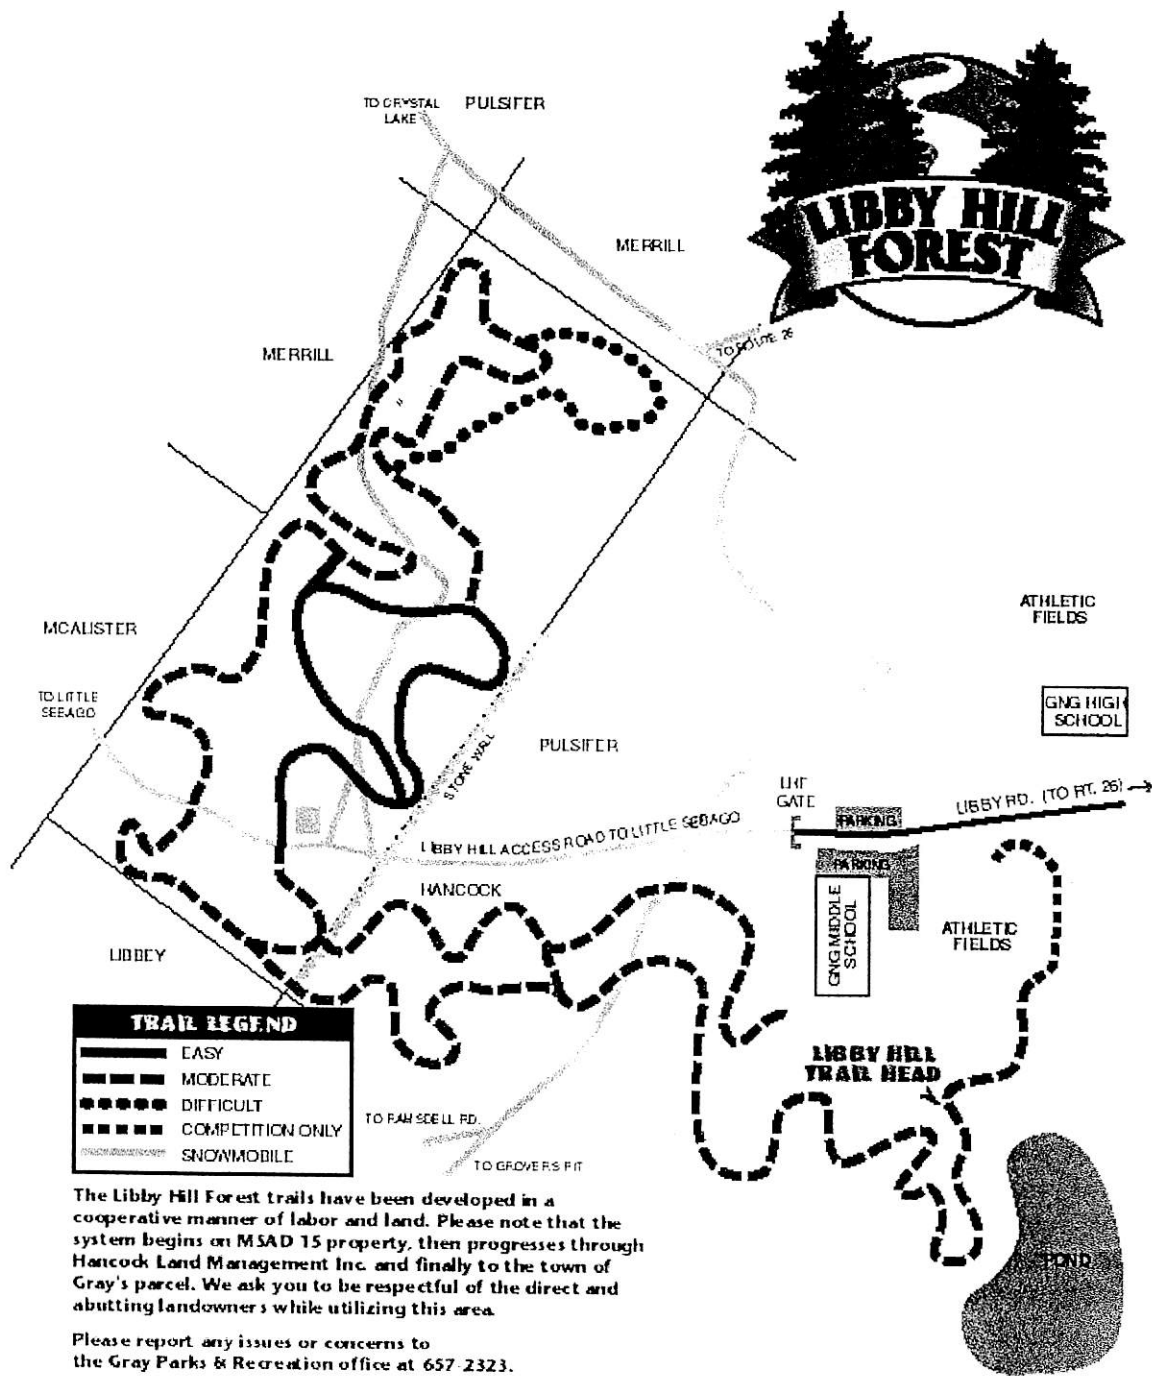 TO CRYSTAL
LAKE
PULSIFER
LIBBY HILL
FOREST
MERRILL
TO ROUTE 26
MERRILL
MCALISTER
ATHLETIC
FIELDS
TO LITTLE
SEBAGO
GNG HIGH
SCHOOL
PULSIFER
STONE WALL
LHF
GATE
LIBBY RD. (TO RT. 26)
PARKING
LIBBY HILL ACCESS ROAD TO LITTLE SEBAGO
PARKING
HANCOCK
GNG MIDDLE
SCHOOL
ATHLETIC
FIELDS
LIBBEY
TRAIL LEGEND
EASY
MODERATE
DIFFICULT
COMPETITION ONLY
SNOWMOBILE
LIBBY HILL
TRAIL HEAD
TO RAMSDELL RD.
TO GROVERS PIT
POND
The Libby Hill Forest trails have been developed in a
cooperative manner of labor and land. Please note that the
system begins on MSAD 15 property, then progresses through
Hancock Land Management Inc. and finally to the town of
Gray's parcel. We ask you to be respectful of the direct and
abutting landowners while utilizing this area.
Please report any issues or concerns to
the Gray Parks & Recreation office at 657-2323.